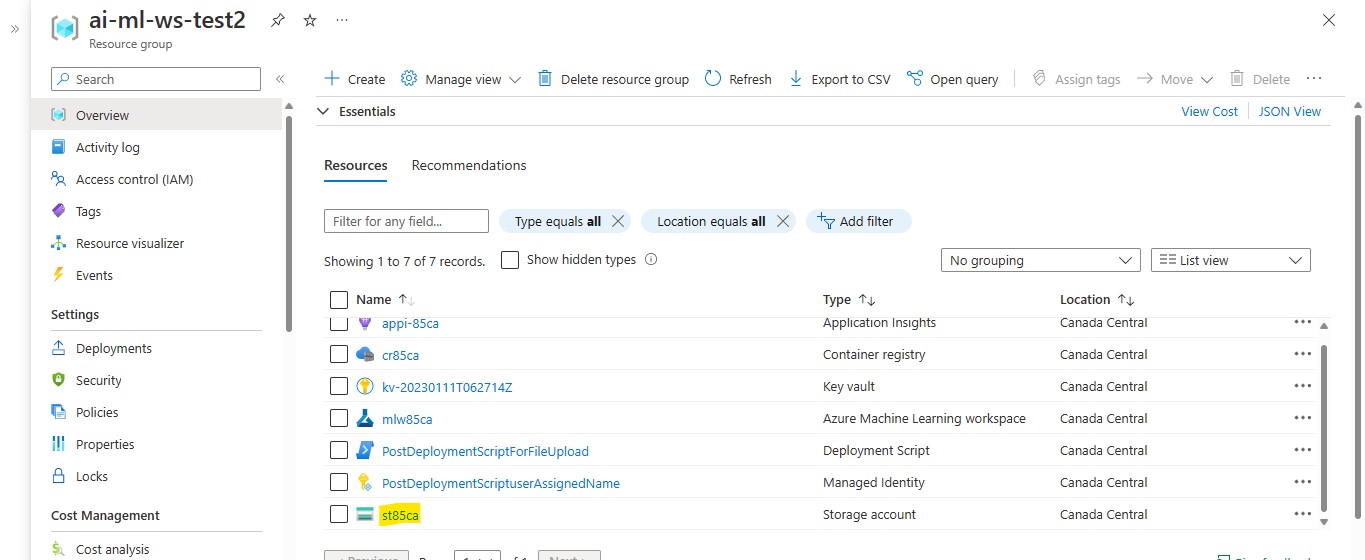 »
ai-ml-ws-test2
Resource group
Search
«
Overview
Activity log
Access control (IAM)
Tags
Resource visualizer
Events
Settings
Deployments
Security
Policies
Properties
Locks
Cost Management
Cost analysis
Create Manage view Delete resource group Refresh Export to CSV Open query Assign tags Move Delete
Essentials View Cost JSON View
Resources Recommendations
Filter for any field... Type equals all Location equals all Add filter
Showing 1 to 7 of 7 records. Show hidden types No grouping List view
Name Type Location
appi-85ca Application Insights Canada Central
cr85ca Container registry Canada Central
kv-20230111T062714Z Key vault Canada Central
mlw85ca Azure Machine Learning workspace Canada Central
PostDeploymentScriptForFileUpload Deployment Script Canada Central
PostDeploymentScriptuserAssignedName Managed Identity Canada Central
st85ca Storage account Canada Central
< Previous Next >